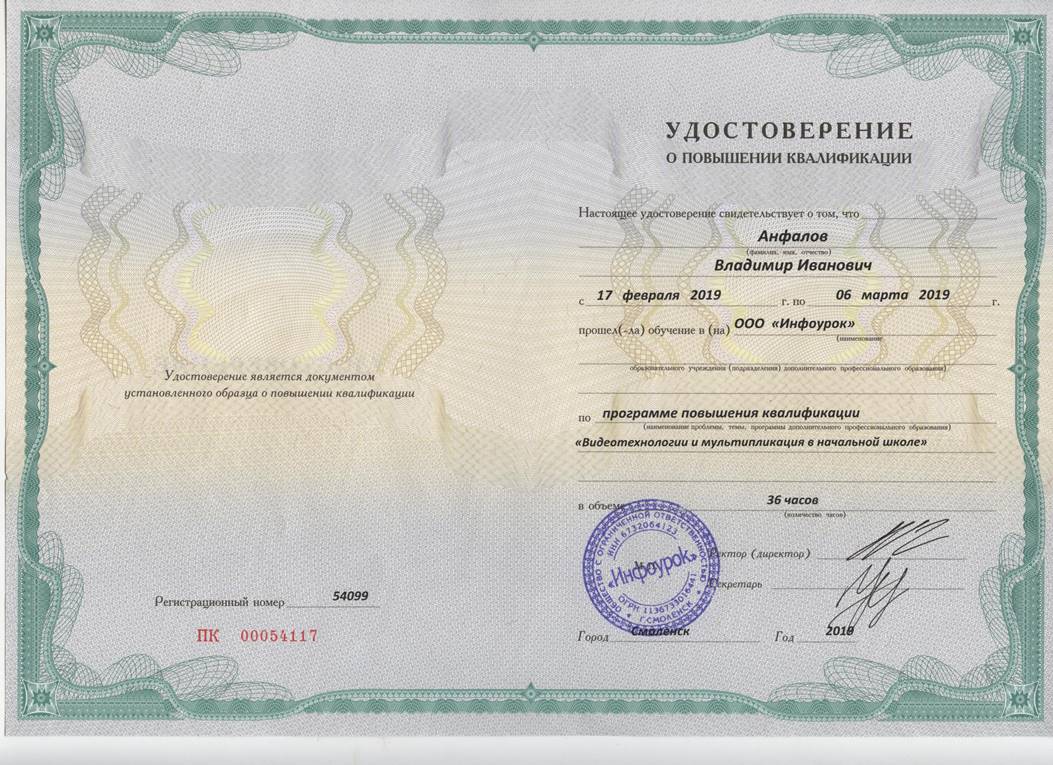 Удостоверение является документом
установленного образца о повышении квалификации
Регистрационный номер 54099
ПК 00054117
УДОСТОВЕРЕНИЕ
О ПОВЫШЕНИИ КВАЛИФИКАЦИИ
Настоящее удостоверение свидетельствует о том, что
Анфалов
(фамилия, имя, отчество)
Владимир Иванович
с 17 февраля 2019 г. по 06 марта 2019 г.
прошел(-ла) обучение в (на) ООО «Инфоурок»
(наименование
образовательного учреждения (подразделения) дополнительного профессионального образования)
по программе повышения квалификации
(наименование проблемы, темы, программы дополнительного профессионального образования)
«Видеотехнологии и мультипликация в начальной школе»
в объеме 36 часов
(количество часов)
ОБЩЕСТВО С ОГРАНИЧЕННОЙ ОТВЕТСТВЕННОСТЬЮ
ИНН 6732064123
«Инфоурок»
ОГРН 1136733016441
Г.СМОЛЕНСК
Ректор (директор)
Секретарь
Город Смоленск Год 2019